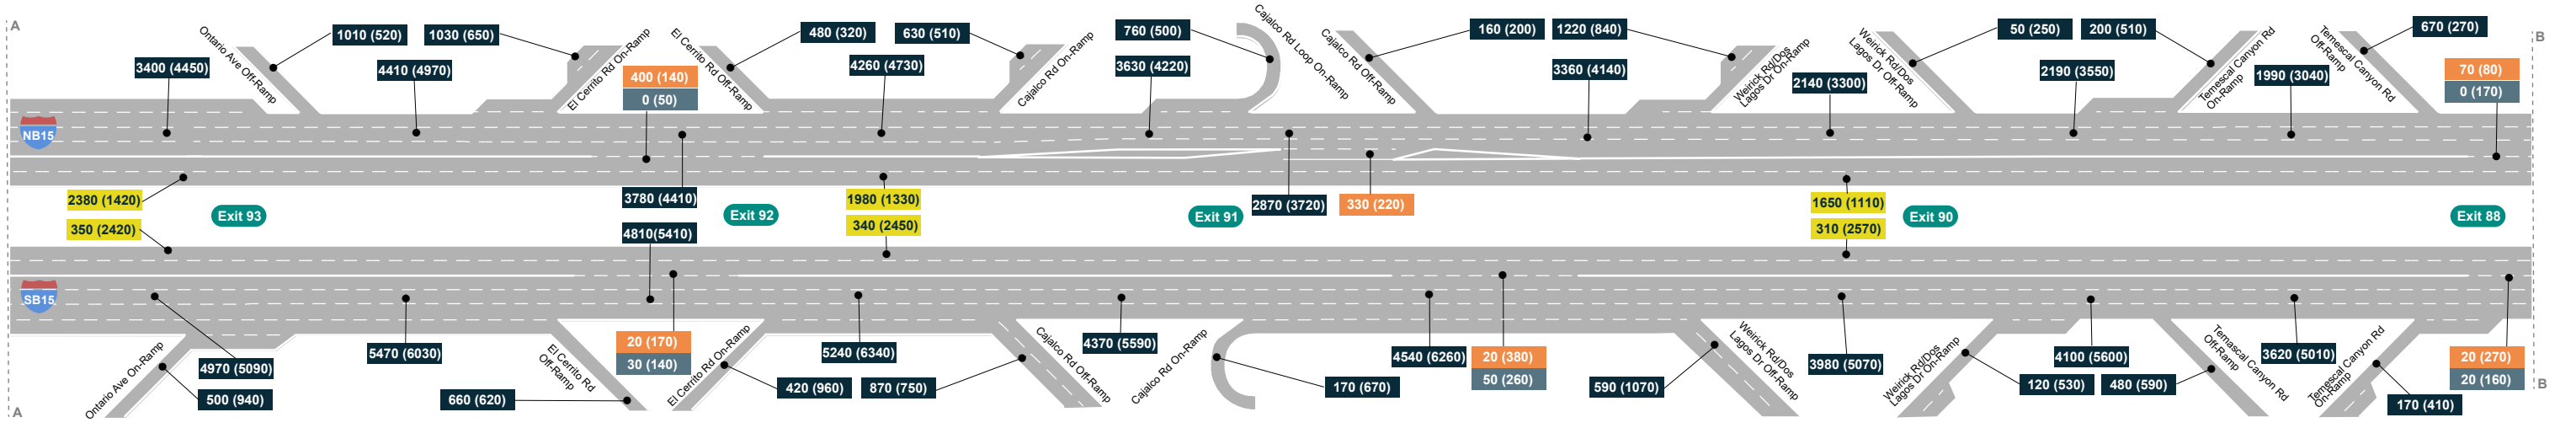 A
B
Ontario Ave Off-Ramp
1010 (520)
1030 (650)
3400 (4450)
4410 (4970)
El Cerrito Rd On-Ramp
400 (140)
0 (50)
El Cerrito Rd Off-Ramp
480 (320)
630 (510)
4260 (4730)
Cajalco Rd On-Ramp
760 (500)
3630 (4220)
Cajalco Rd Loop On-Ramp
Cajalco Rd Off-Ramp
160 (200)
1220 (840)
3360 (4140)
Weirick Rd/Dos
Lagos Dr On-Ramp
2140 (3300)
Weirick Rd/Dos
Lagos Dr Off-Ramp
50 (250)
200 (510)
2190 (3550)
Temescal Canyon Rd
On-Ramp
1990 (3040)
Temescal Canyon Rd
Off-Ramp
670 (270)
70 (80)
0 (170)
NB15
2380 (1420)
350 (2420)
Exit 93
3780 (4410)
4810(5410)
Exit 92
1980 (1330)
340 (2450)
Exit 91
2870 (3720)
330 (220)
1650 (1110)
310 (2570)
Exit 90
Exit 88
SB15
Ontario Ave On-Ramp
4970 (5090)
500 (940)
5470 (6030)
El Cerrito Rd
Off-Ramp
660 (620)
20 (170)
30 (140)
El Cerrito Rd On-Ramp
420 (960)
5240 (6340)
870 (750)
Cajalco Rd Off-Ramp
4370 (5590)
Cajalco Rd On-Ramp
170 (670)
4540 (6260)
20 (380)
50 (260)
590 (1070)
Weirick Rd/Dos
Lagos Dr Off-Ramp
3980 (5070)
Weirick Rd/Dos
Lagos Dr On-Ramp
120 (530)
4100 (5600)
480 (590)
Temascal Canyon Rd
Off-Ramp
3620 (5010)
Temescal Canyon Rd
On-Ramp
170 (410)
20 (270)
20 (160)
A
B